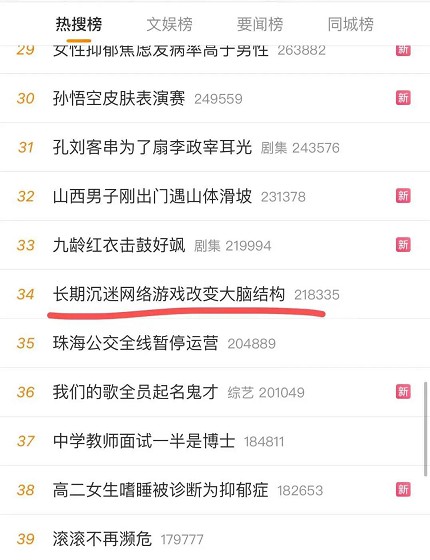 热搜榜 文娱榜 要闻榜 同城榜
29 女性抑郁焦虑发病率高于男性 263882 新
30 孙悟空皮肤表演赛 249559 新
31 孔刘客串为了扇李政宰耳光 剧集 243576
32 山西男子刚出门遇山体滑坡 231378 新
33 九龄红衣击鼓好飒 剧集 219994 新
34 长期沉迷网络游戏改变大脑结构 218335
35 珠海公交全线暂停运营 204889
36 我们的歌全员起名鬼才 综艺 201049 新
37 中学教师面试一半是博士 184811
38 高二女生嗜睡被诊断为抑郁症 182653 新
39 滚滚不再濒危 179777